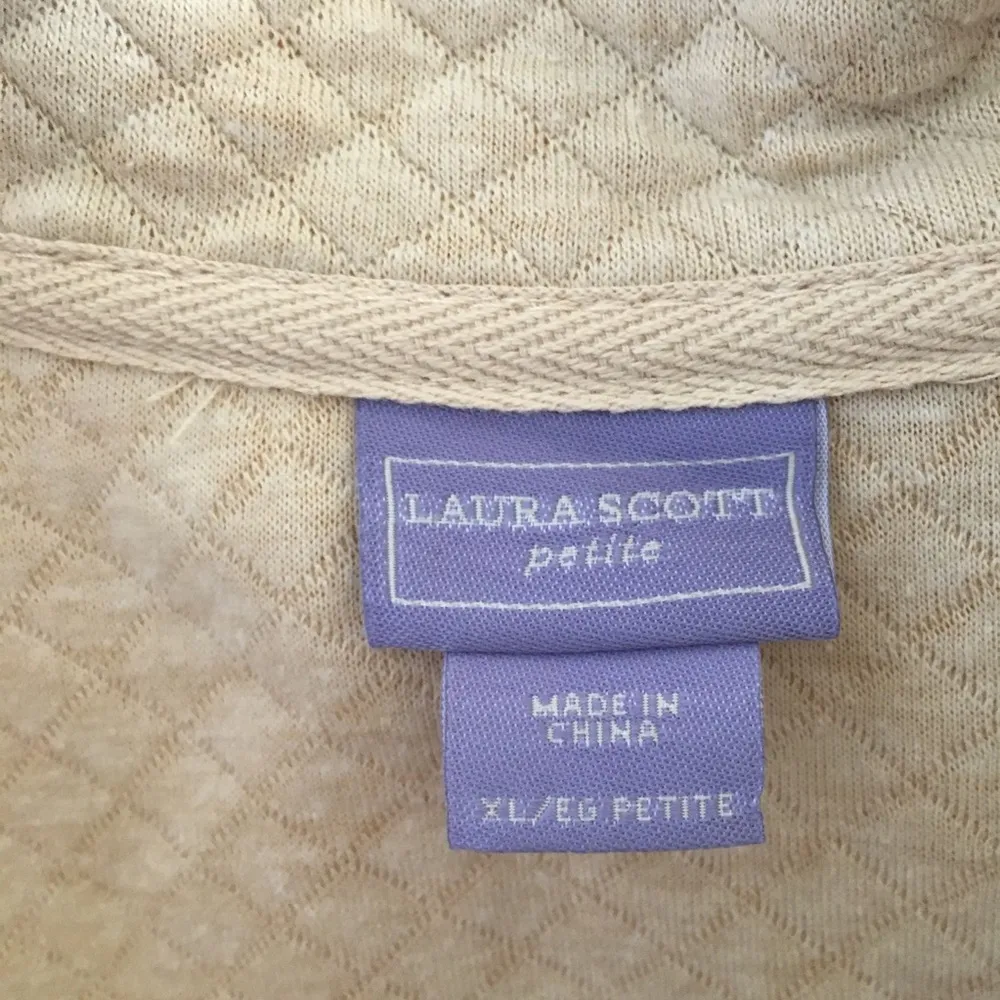 LAURA SCOTT
petite
MADE IN
CHINA
XL/EG PETITE